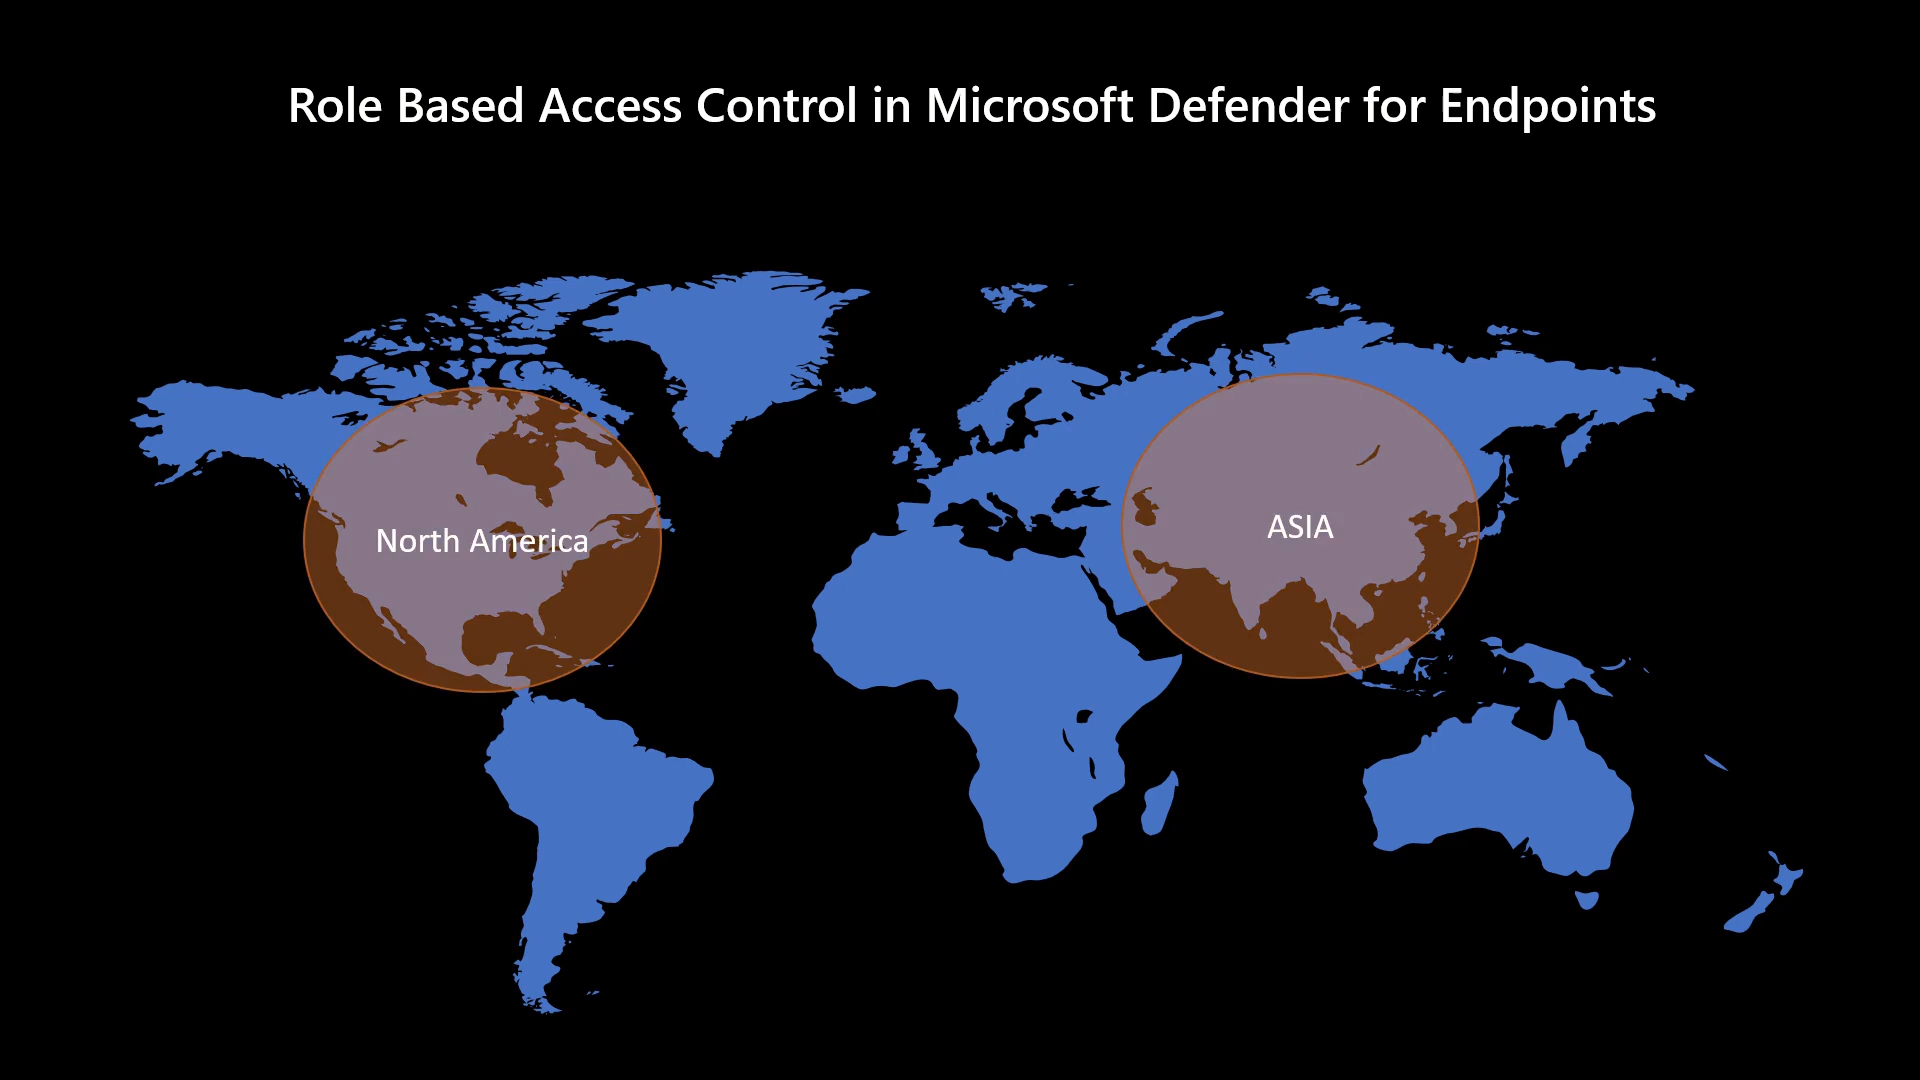 Role Based Access Control in Microsoft Defender for Endpoints
North America
ASIA